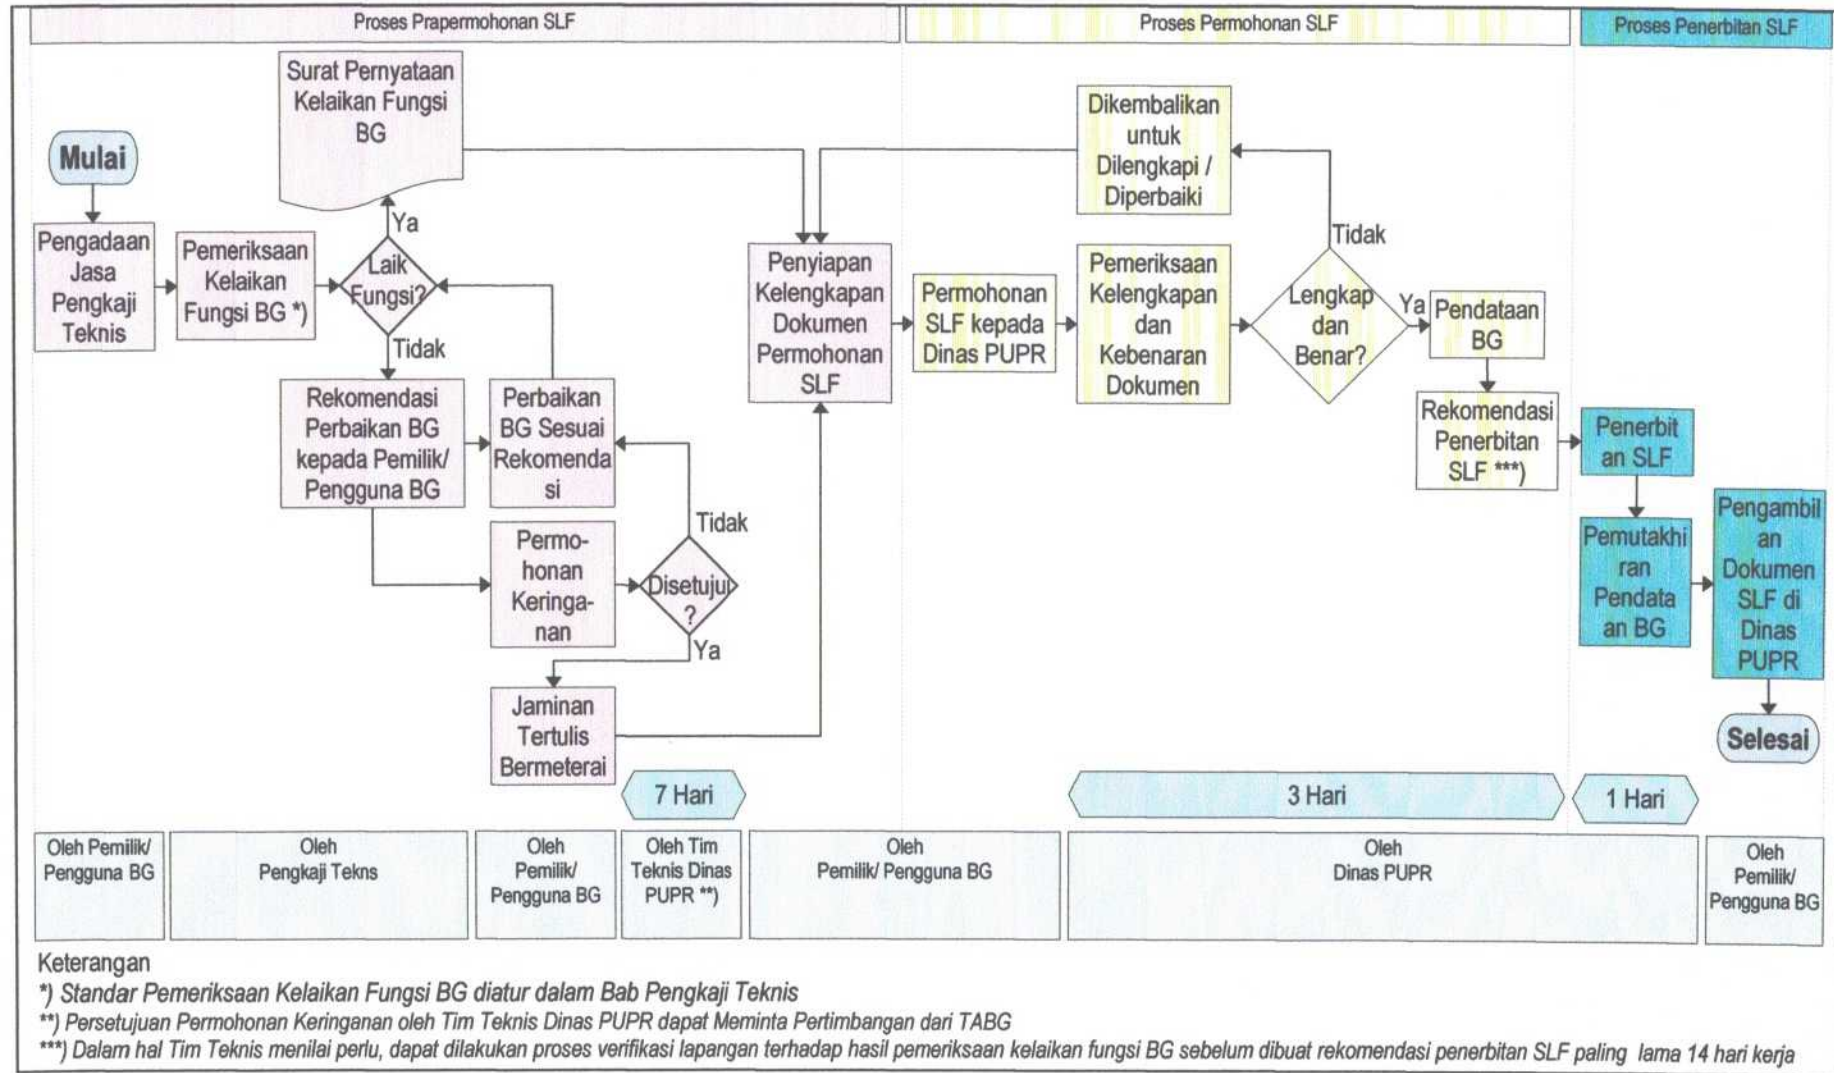 Proses Prapermohonan SLF
Proses Permohonan SLF
Proses Penerbitan SLF
Mulai
Pengadaan
Jasa
Pengkaji
Teknis
Pemeriksaan
Kelaikan
Fungsi BG *)
Surat Pernyataan
Kelaikan Fungsi
BG
Ya
Laik
Fungsi?
Tidak
Rekomendasi
Perbaikan BG
kepada Pemilik/
Pengguna BG
Perbaikan
BG Sesuai
Rekomenda
si
Permo-
honan
Keringa-
nan
Tidak
Disetujui
?
Ya
Jaminan
Tertulis
Bermeterai
Penyiapan
Kelengkapan
Dokumen
Permohonan
SLF
Permohonan
SLF kepada
Dinas PUPR
Dikembalikan
untuk
Dilengkapi /
Diperbaiki
Pemeriksaan
Kelengkapan
dan
Kebenaran
Dokumen
Tidak
Lengkap
dan
Benar?
Ya
Pendataan
BG
Rekomendasi
Penerbitan
SLF ***)
Penerbit
an SLF
Pemutakhi
ran
Pendata
an BG
Pengambil
an
Dokumen
SLF di
Dinas
PUPR
Selesai
7 Hari
3 Hari
1 Hari
Oleh Pemilik/
Pengguna BG
Oleh
Pengkaji Tekns
Oleh
Pemilik/
Pengguna BG
Oleh Tim
Teknis Dinas
PUPR **)
Oleh
Pemilik/ Pengguna BG
Oleh
Dinas PUPR
Oleh
Pemilik/
Pengguna BG
Keterangan
*) Standar Pemeriksaan Kelaikan Fungsi BG diatur dalam Bab Pengkaji Teknis
**) Persetujuan Permohonan Keringanan oleh Tim Teknis Dinas PUPR dapat Meminta Pertimbangan dari TABG
***) Dalam hal Tim Teknis menilai perlu, dapat dilakukan proses verifikasi lapangan terhadap hasil pemeriksaan kelaikan fungsi BG sebelum dibuat rekomendasi penerbitan SLF paling lama 14 hari kerja